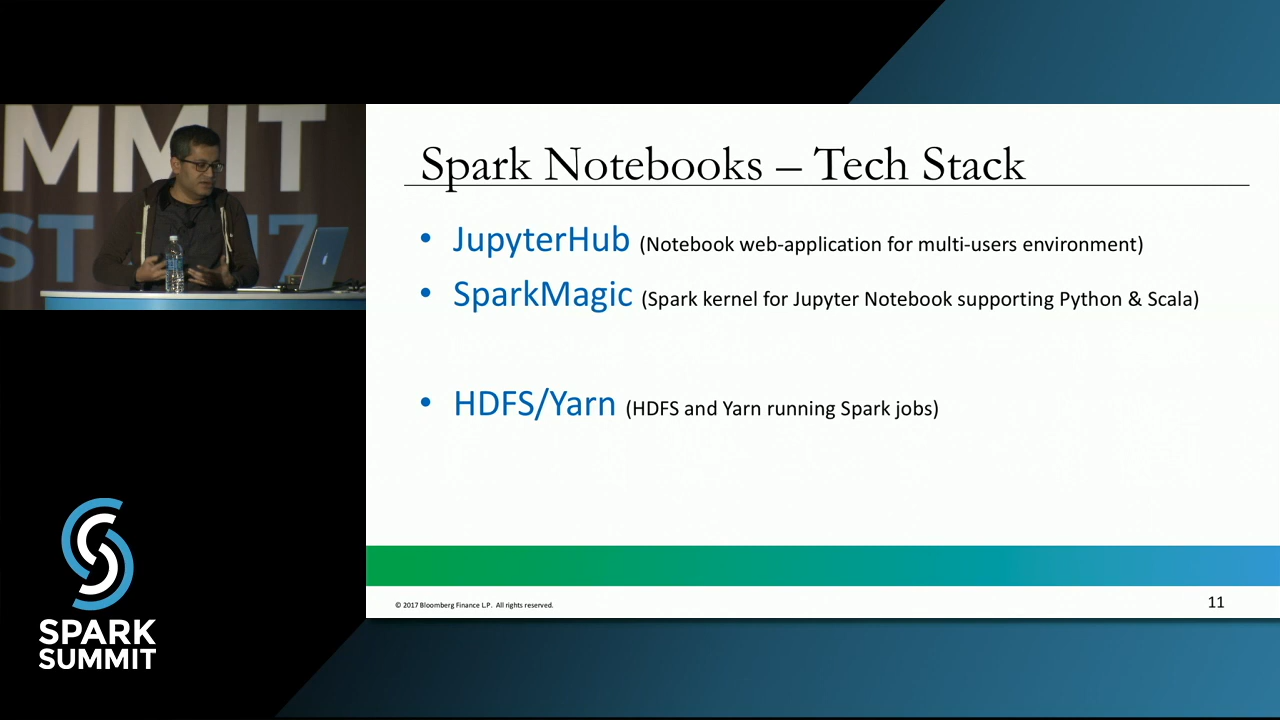 MMIT
ST 17
Spark Notebooks – Tech Stack
• JupyterHub (Notebook web-application for multi-users environment)
• SparkMagic (Spark kernel for Jupyter Notebook supporting Python & Scala)
• HDFS/Yarn (HDFS and Yarn running Spark jobs)
© 2017 Bloomberg Finance L.P. All rights reserved.
11
SPARK
SUMMIT